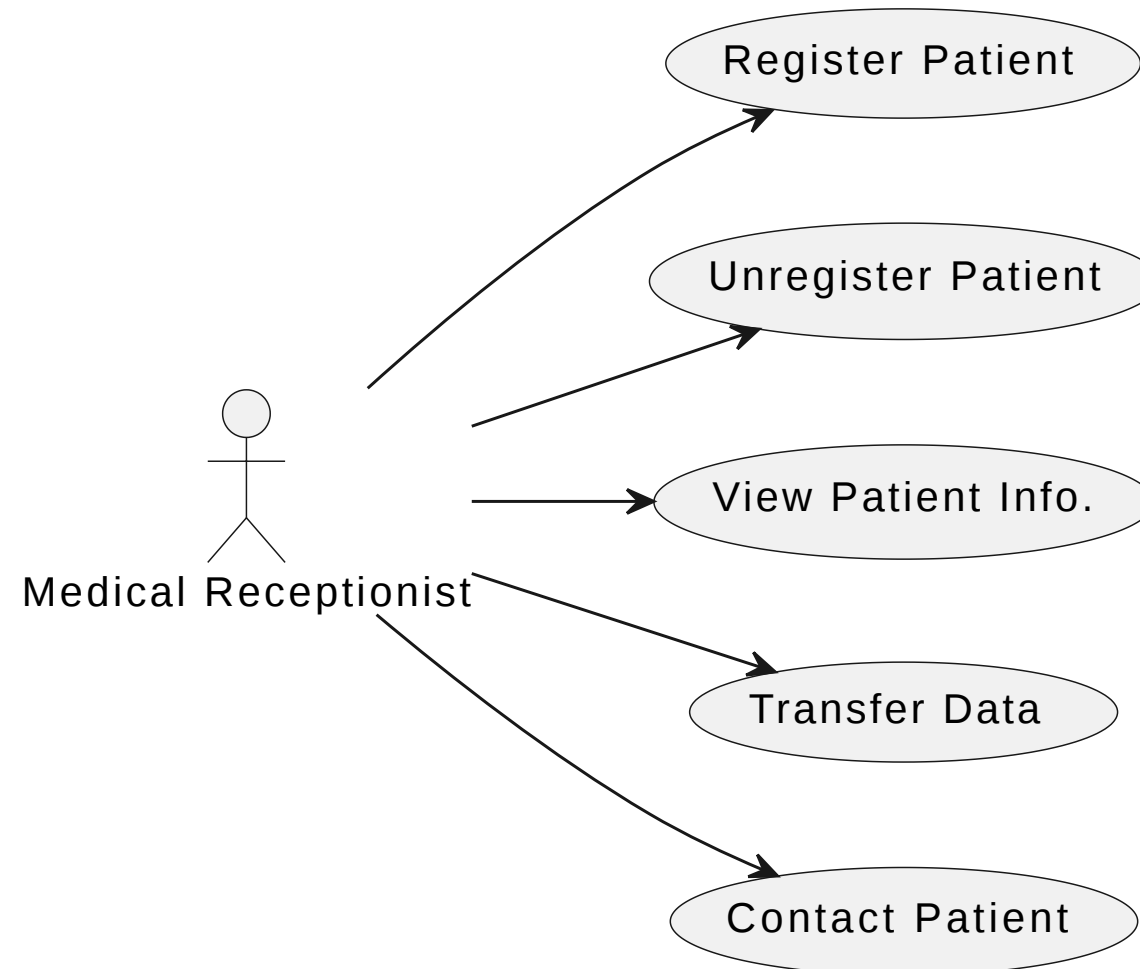 Register Patient
Unregister Patient
View Patient Info.
Medical Receptionist
Transfer Data
Contact Patient